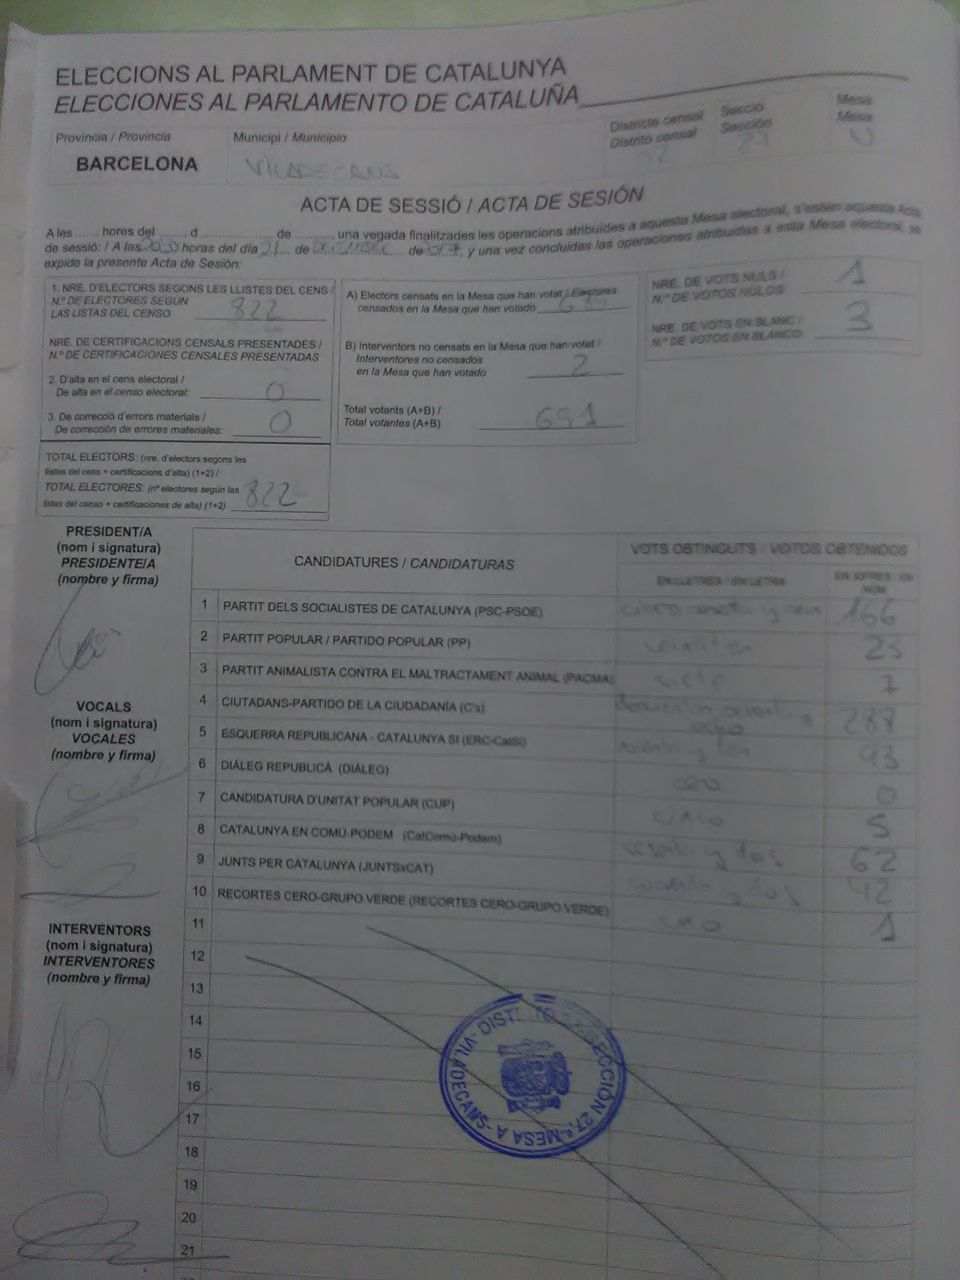 ELECCIONS AL PARLAMENT DE CATALUNYA
ELECCIONES AL PARLAMENTO DE CATALUÑA
Provincia / Provincia
BARCELONA
Municipi / Municipio
VILADECANS
Districte censal
Distrito censal
Secció
Sección
Mesa
Mesa
ACTA DE SESSIÓ / ACTA DE SESIÓN
A les ...... hores del ...... d .................... de ........, una vegada finalitzades les operacions atribuïdes a aquesta Mesa electoral, s'estén aquesta Acta
de sessió: / A las 20:30 horas del día 21 de DICIEMBRE de 2017, y una vez concluidas las operaciones atribuidas a esta Mesa electoral, se
expide la presente Acta de Sesión:
1. NRE. D'ELECTORS SEGONS LES LLISTES DEL CENS /
N.º DE ELECTORES SEGÚN
LAS LISTAS DEL CENSO 822
NRE. DE CERTIFICACIONS CENSALS PRESENTADES /
N.º DE CERTIFICACIONES CENSALES PRESENTADAS
2. D'alta en el cens electoral /
De alta en el censo electoral: 0
3. De correcció d'errors materials /
De corrección de errores materiales: 0
TOTAL ELECTORS: (nre. d'electors segons les
llistes del cens + certificacions d'alta) (1+2) /
TOTAL ELECTORES: (nº electores según las
listas del censo + certificaciones de alta) (1+2) 822
A) Electors censats en la Mesa que han votat / Electores
censados en la Mesa que han votado 689
B) Interventors no censats en la Mesa que han votat /
Interventores no censados
en la Mesa que han votado 2
Total votants (A+B) /
Total votantes (A+B) 691
NRE. DE VOTS NULS /
N.º DE VOTOS NULOS 1
NRE. DE VOTS EN BLANC /
N.º DE VOTOS EN BLANCO 3
PRESIDENT/A
(nom i signatura)
PRESIDENTE/A
(nombre y firma)
VOCALS
(nom i signatura)
VOCALES
(nombre y firma)
INTERVENTORS
(nom i signatura)
INTERVENTORES
(nombre y firma)
CANDIDATURES / CANDIDATURAS
VOTS OBTINGUTS / VOTOS OBTENIDOS
EN LLETRES / EN LETRA
EN XIFRES / EN NÚM
1 PARTIT DELS SOCIALISTES DE CATALUNYA (PSC-PSOE) ciento sesenta y seis 166
2 PARTIT POPULAR / PARTIDO POPULAR (PP) 23
3 PARTIT ANIMALISTA CONTRA EL MALTRACTAMENT ANIMAL (PACMA) siete 7
4 CIUTADANS-PARTIDO DE LA CIUDADANÍA (C's) doscientos ochenta y ocho 288
5 ESQUERRA REPUBLICANA - CATALUNYA SÍ (ERC-CatSí) noventa y tres 93
6 DIÀLEG REPUBLICÀ (DIÀLEG) cero 0
7 CANDIDATURA D'UNITAT POPULAR (CUP) cinco 5
8 CATALUNYA EN COMÚ-PODEM (CatComú-Podem) sesenta y dos 62
9 JUNTS PER CATALUNYA (JUNTSxCAT) cuarenta y dos 42
10 RECORTES CERO-GRUPO VERDE (RECORTES CERO-GRUPO VERDE) uno 1
11
12
13
14
15
16
17
18
19
20
21
VILADECANS - SECCIÓN 27.ª MESA A